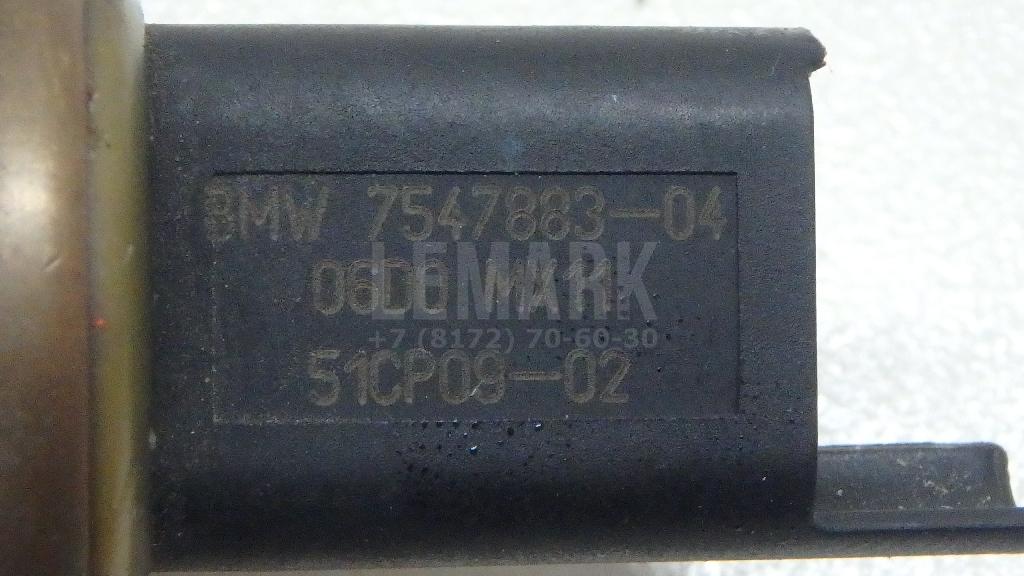 BMW 7547883-04
LEMARK
+7 (8172) 70-60-30
51CP09-02